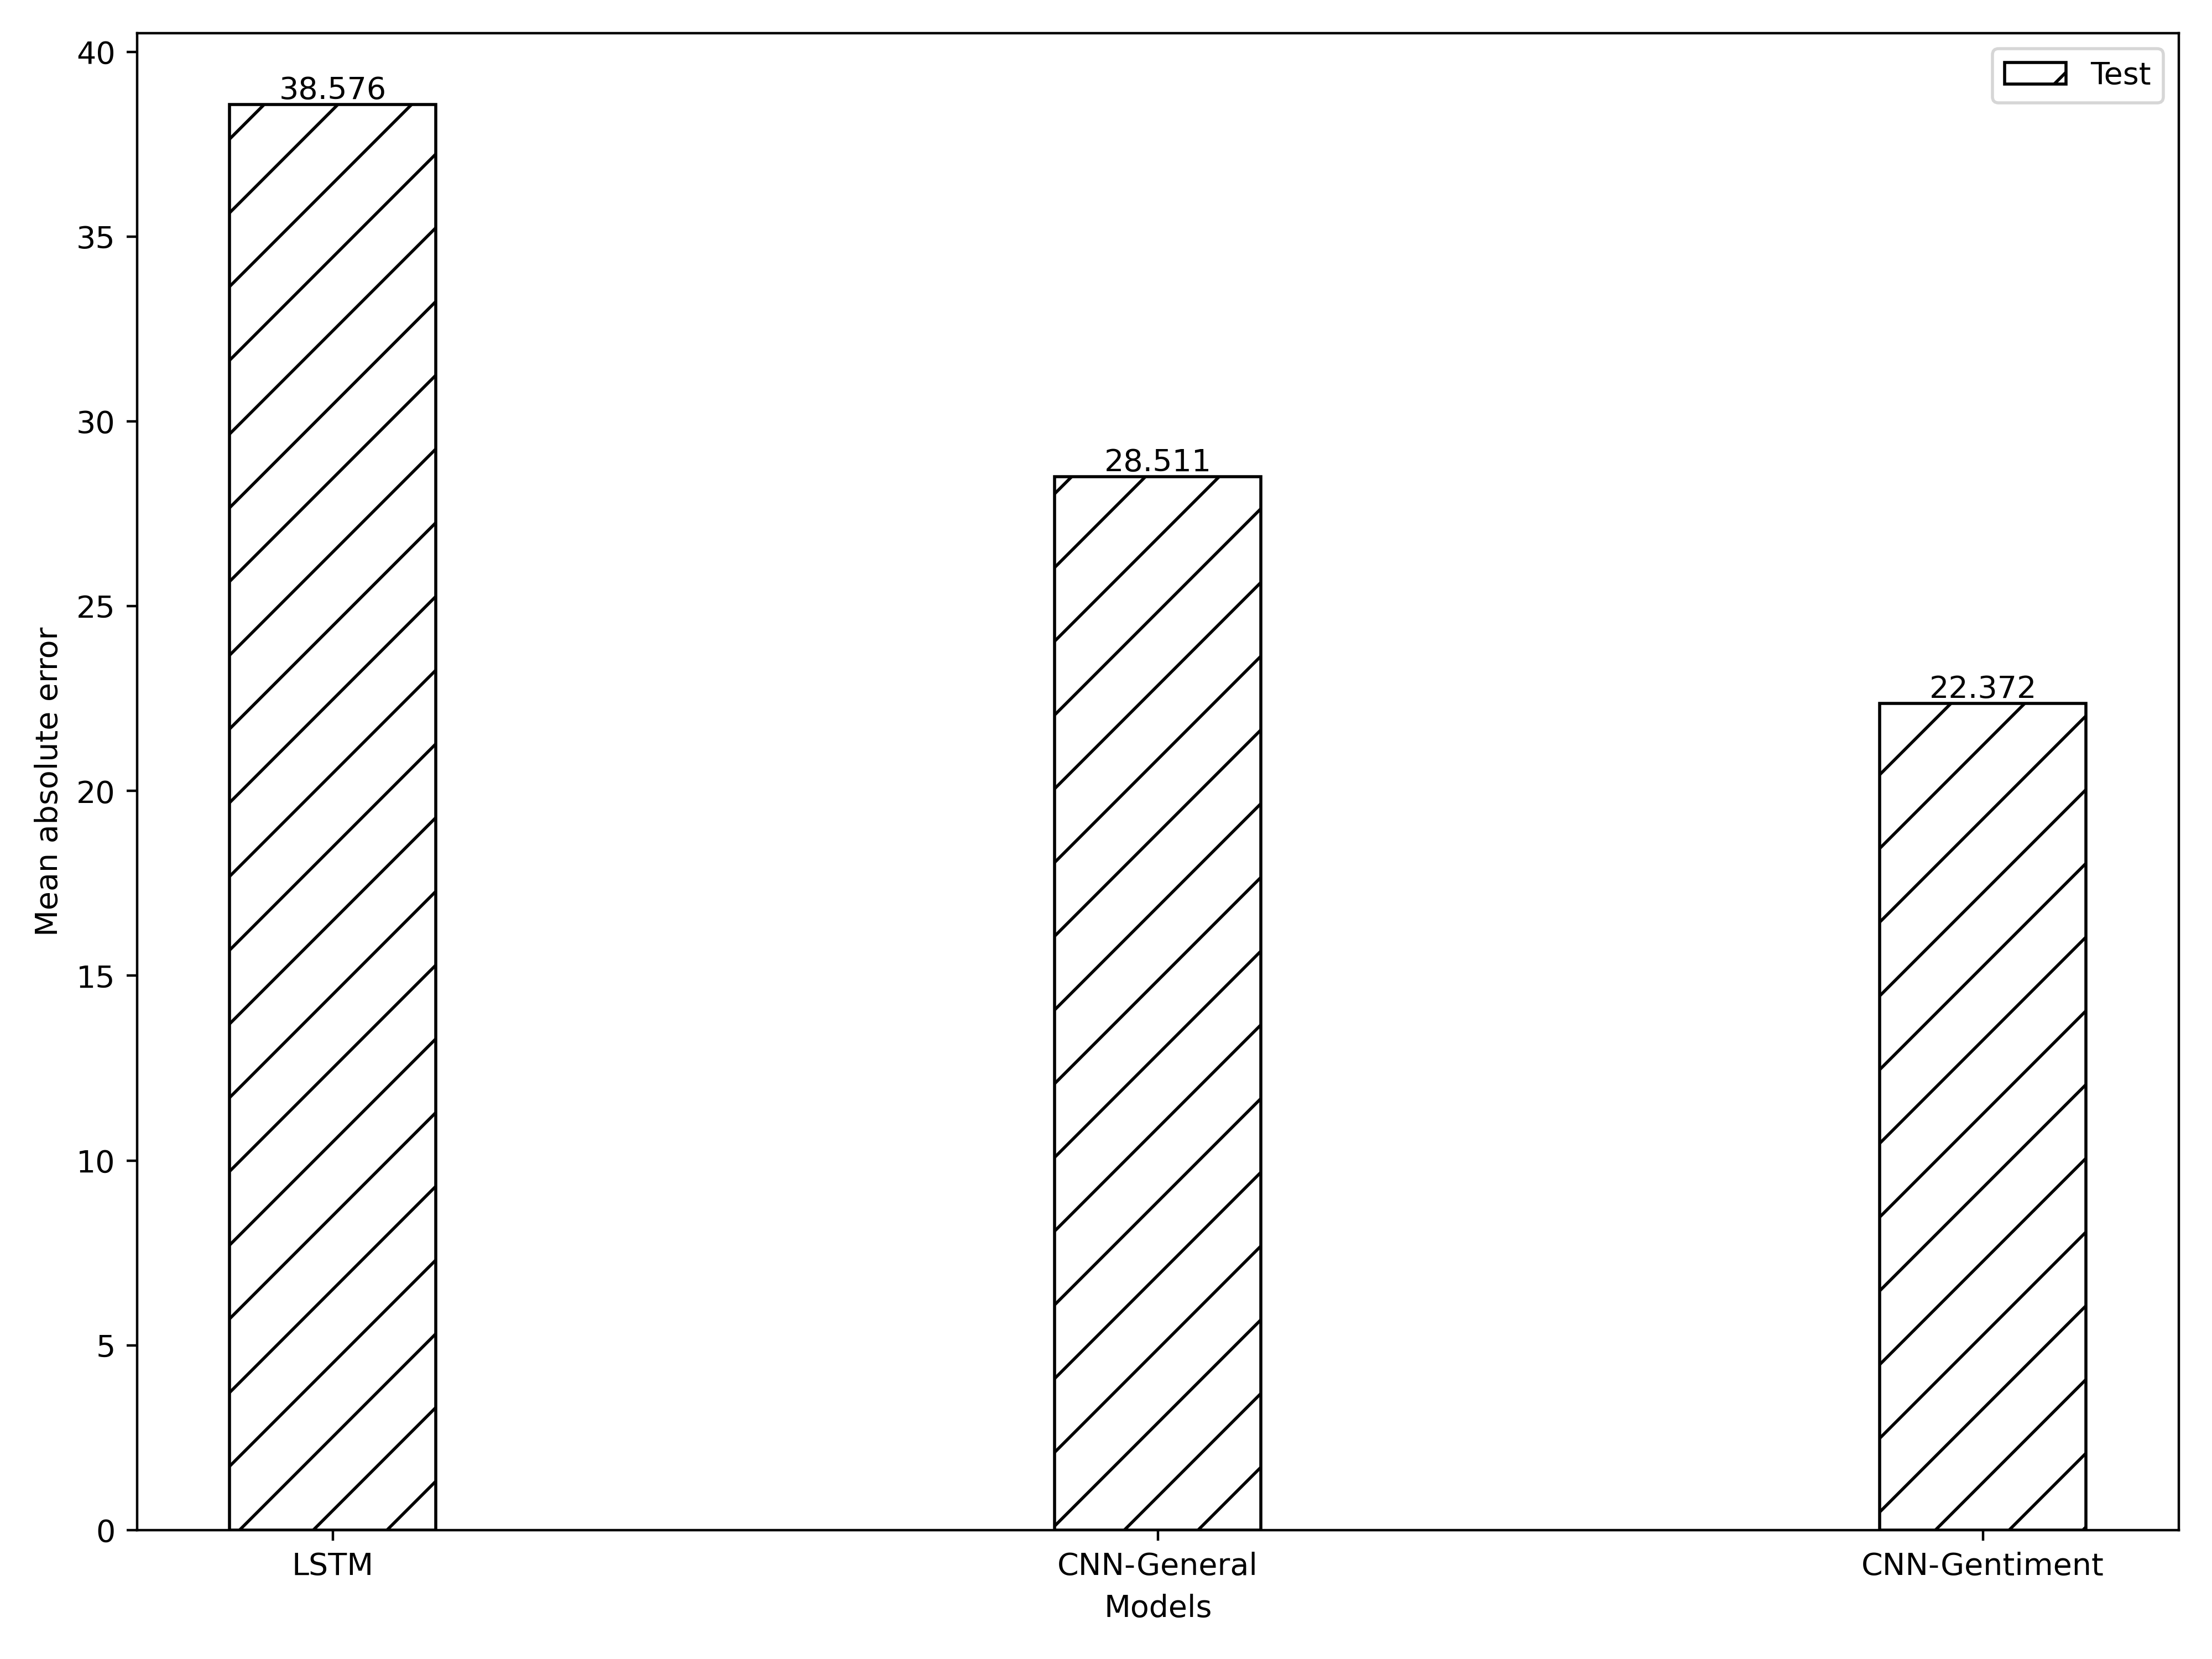 40
35
30
25
20
15
10
5
0
Mean absolute error
38.576
28.511
22.372
Test
LSTM
CNN-General
CNN-Gentiment
Models